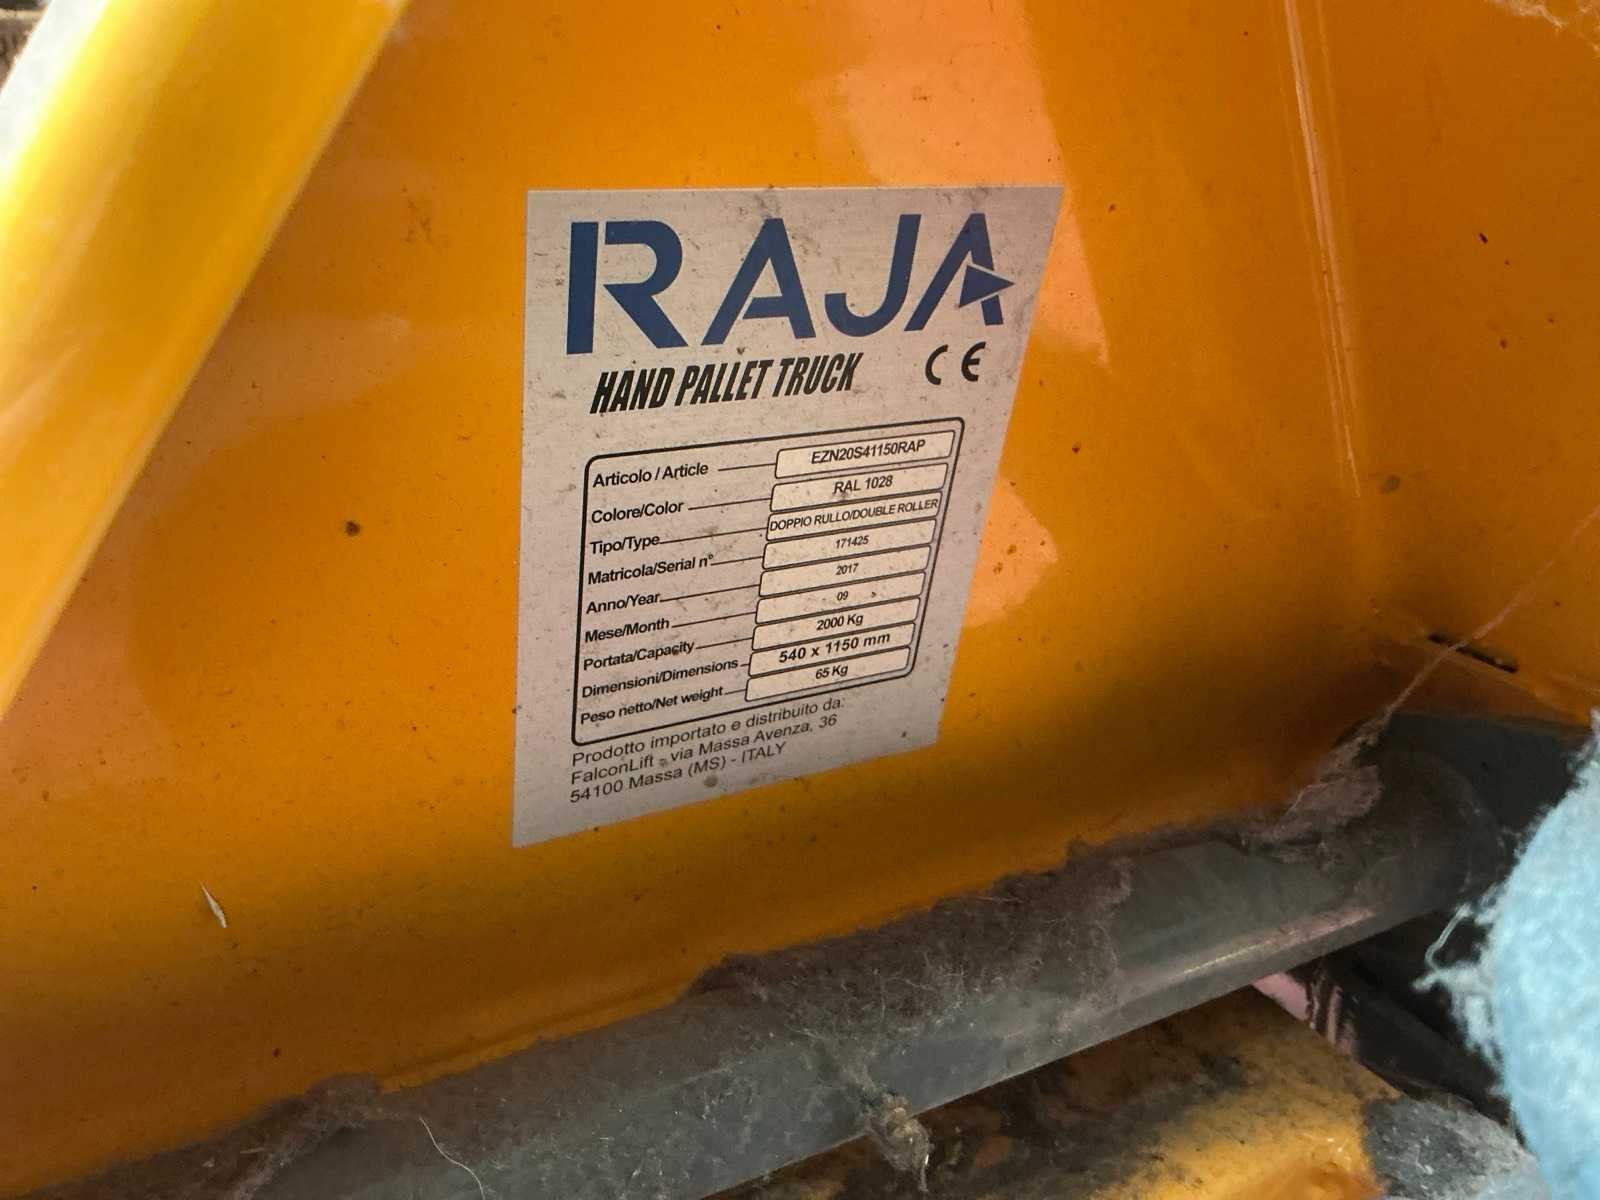 RAJA
HAND PALLET TRUCK CE
Articolo/Article EZN20S41150RAP
Colore/Color RAL 1028
Tipo/Type DOPPIO RULLO/DOUBLE ROLLER
Matricola/Serial n° 171425
Anno/Year 2017
Mese/Month 09
Portata/Capacity 2000 Kg
Dimensioni/Dimensions 540 x 1150 mm
Peso netto/Net weight 65 Kg
Prodotto importato e distribuito da:
FalconLift - via Massa Avenza, 36
54100 Massa (MS) - ITALY